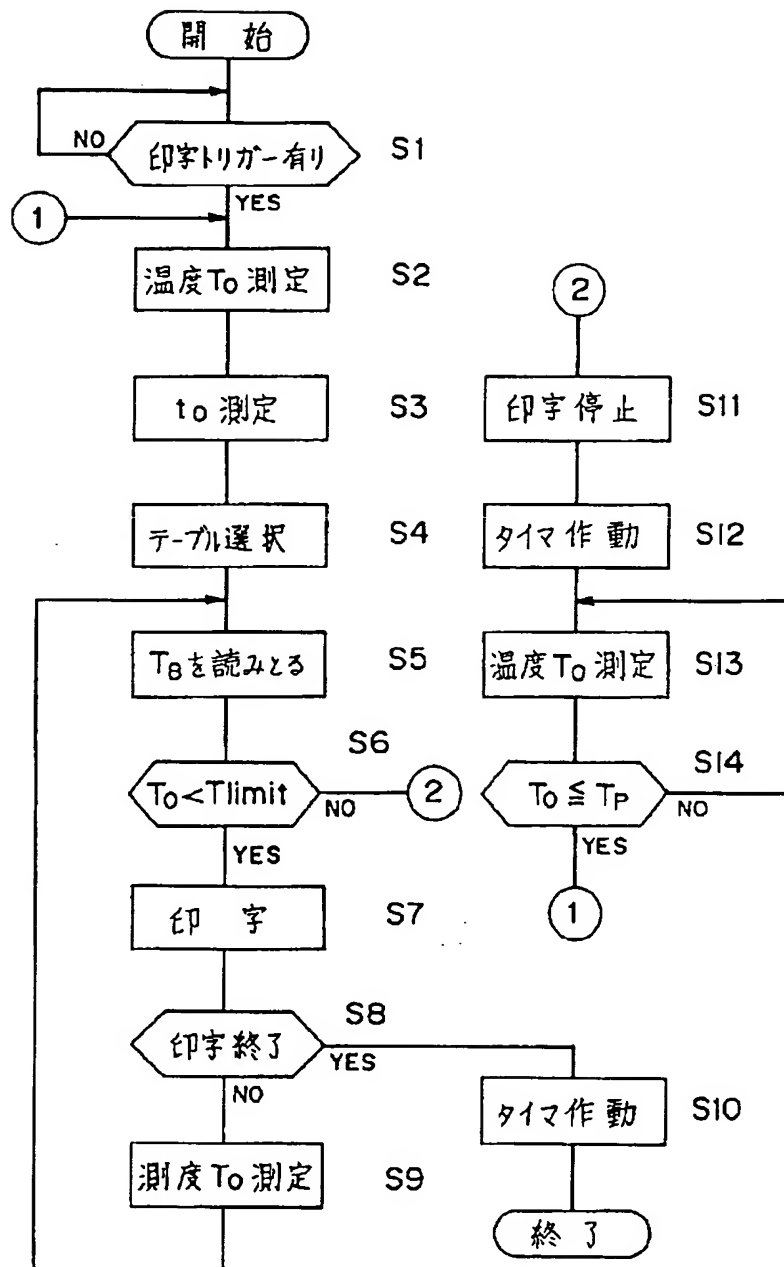 開始
NO
印字トリガー有り
S1
YES
1
温度To測定
S2
to測定
S3
テーブル選択
S4
TBを読みとる
S5
To<Tlimit
S6
NO
2
YES
印字
S7
印字終了
S8
YES
NO
測度To測定
S9
2
印字停止
S11
タイマ作動
S12
温度To測定
S13
To≦TP
S14
NO
YES
1
タイマ作動
S10
終了